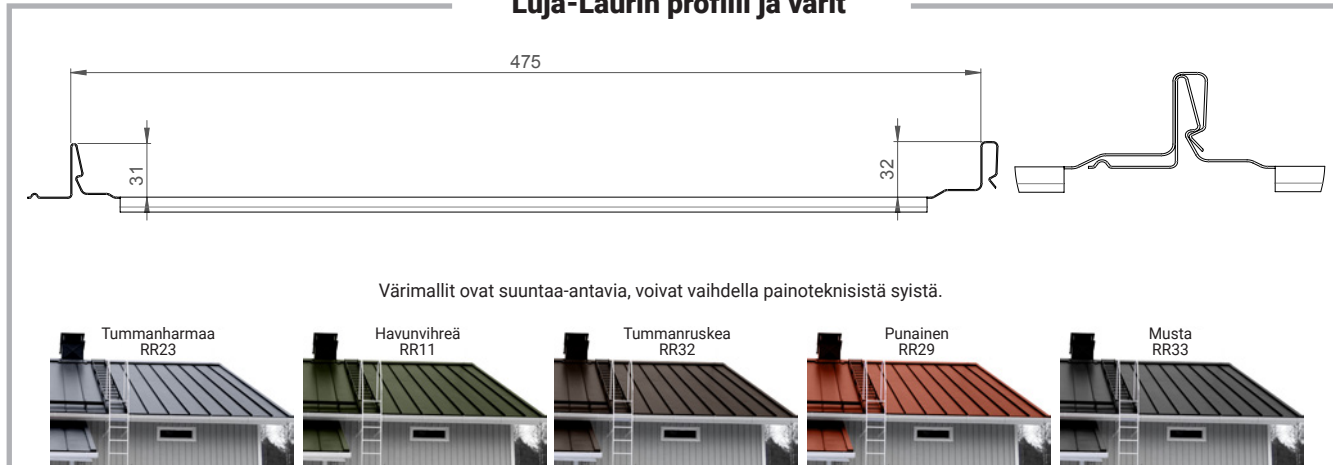 Luja-Laurin profiili ja värit
475
31
32
Värimallit ovat suuntaa-antavia, voivat vaihdella painoteknisistä syistä.
Tummanharmaa
RR23
Havunvihreä
RR11
Tummanruskea
RR32
Punainen
RR29
Musta
RR33